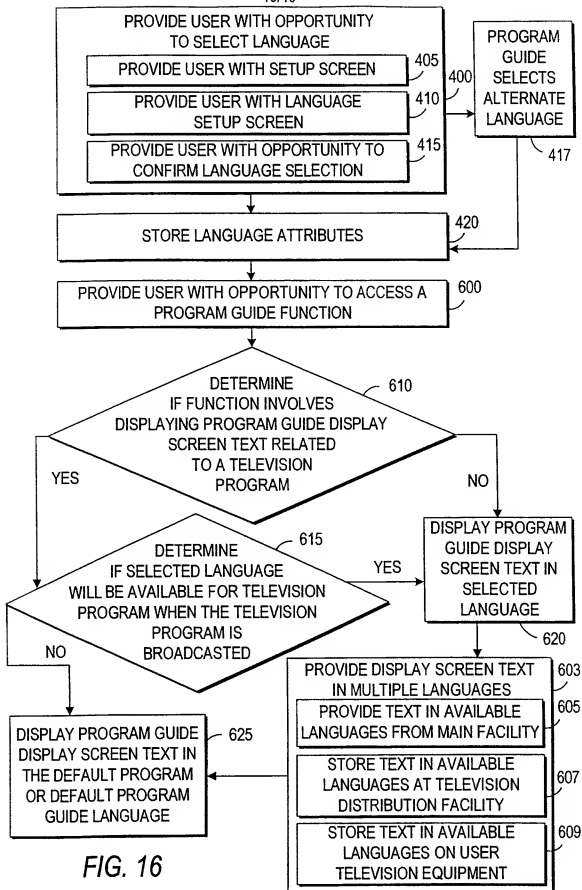 PROVIDE USER WITH OPPORTUNITY
TO SELECT LANGUAGE
PROVIDE USER WITH SETUP SCREEN
405
PROVIDE USER WITH LANGUAGE
SETUP SCREEN
410
PROVIDE USER WITH OPPORTUNITY TO
CONFIRM LANGUAGE SELECTION
415
400
PROGRAM
GUIDE
SELECTS
ALTERNATE
LANGUAGE
417
STORE LANGUAGE ATTRIBUTES
420
PROVIDE USER WITH OPPORTUNITY TO ACCESS A
PROGRAM GUIDE FUNCTION
600
DETERMINE
IF FUNCTION INVOLVES
DISPLAYING PROGRAM GUIDE DISPLAY
SCREEN TEXT RELATED
TO A TELEVISION
PROGRAM
610
YES
NO
DETERMINE
IF SELECTED LANGUAGE
WILL BE AVAILABLE FOR TELEVISION
PROGRAM WHEN THE TELEVISION
PROGRAM IS
BROADCASTED
615
YES
NO
DISPLAY PROGRAM
GUIDE DISPLAY
SCREEN TEXT IN
SELECTED
LANGUAGE
620
PROVIDE DISPLAY SCREEN TEXT
IN MULTIPLE LANGUAGES
603
PROVIDE TEXT IN AVAILABLE
LANGUAGES FROM MAIN FACILITY
605
STORE TEXT IN AVAILABLE
LANGUAGES AT TELEVISION
DISTRIBUTION FACILITY
607
STORE TEXT IN AVAILABLE
LANGUAGES ON USER
TELEVISION EQUIPMENT
609
DISPLAY PROGRAM GUIDE
DISPLAY SCREEN TEXT IN
THE DEFAULT PROGRAM
OR DEFAULT PROGRAM
GUIDE LANGUAGE
625
FIG. 16